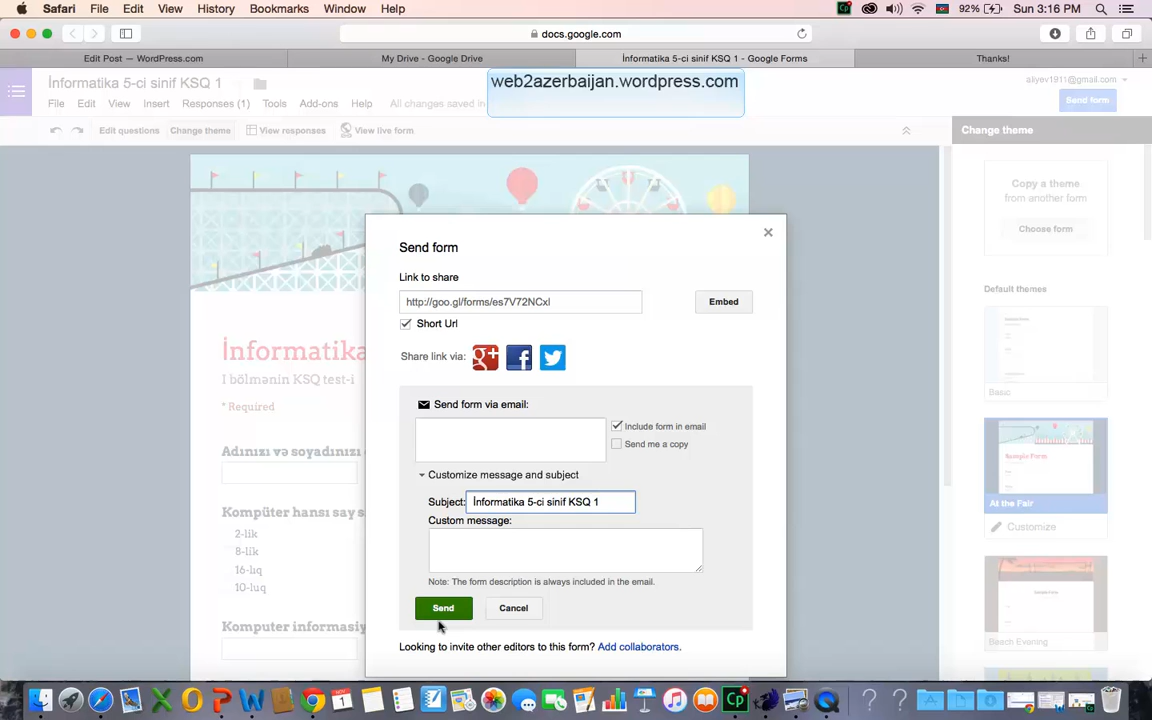 Safari File Edit View History Bookmarks Window Help 92% Sun 3:16 PM
docs.google.com
Edit Post — WordPress.com My Drive - Google Drive İnformatika 5-ci sinif KSQ 1 - Google Forms Thanks!
İnformatika 5-ci sinif KSQ 1
web2azerbaijan.wordpress.com
aliyev1911@gmail.com
File Edit View Insert Responses (1) Tools Add-ons Help All changes saved in
Send form
Edit questions Change theme View responses View live form
Change theme
Copy a theme
from another form
Choose form
Default themes
Basic
Sample Form
At the Fair
Customize
Beach Evening
İnformatika
I bölmənin KSQ test-i
* Required
Adınızı və soyadınızı
Kompüter hansı say s
2-lik
8-lik
16-lıq
10-luq
Komputer informasiy
Send form
Link to share
http://goo.gl/forms/es7V72NCxl
Embed
Short Url
Share link via:
Send form via email:
Include form in email
Send me a copy
Customize message and subject
Subject: İnformatika 5-ci sinif KSQ 1
Custom message:
Note: The form description is always included in the email.
Send Cancel
Looking to invite other editors to this form? Add collaborators.